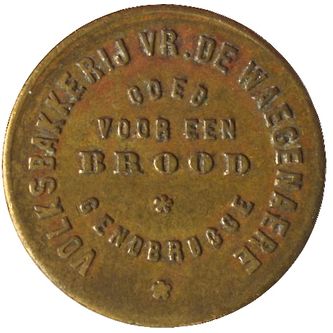 VOLKSBAKKERIJ VR. DE WAEGENAERE
GOED
VOOR EEN
BROOD
*
GENDBRUGGE
*